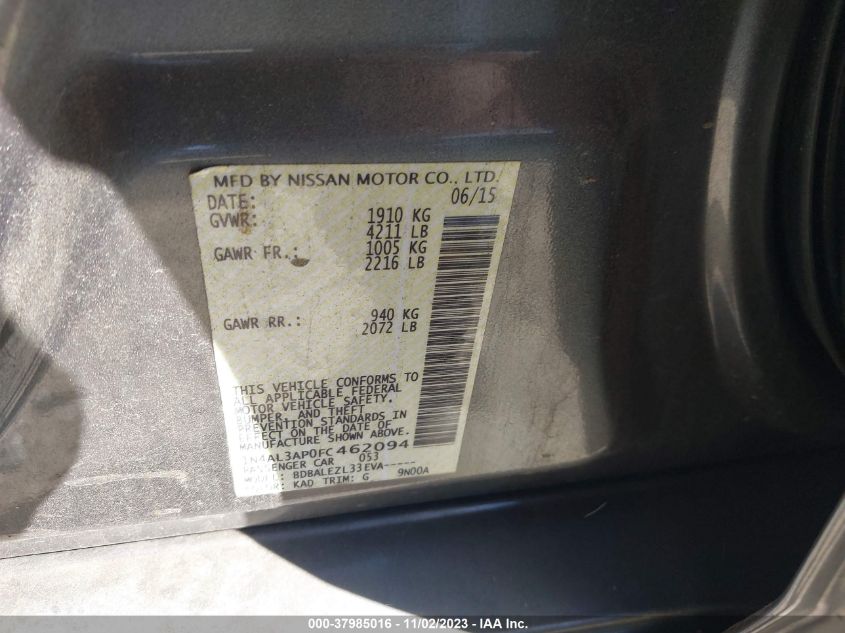 MFD BY NISSAN MOTOR CO., LTD.
DATE: 06/15
GVWR: 1910 KG
4211 LB
GAWR FR.: 1005 KG
2216 LB
GAWR RR.: 940 KG
2072 LB
THIS VEHICLE CONFORMS TO
ALL APPLICABLE FEDERAL
MOTOR VEHICLE SAFETY,
BUMPER, AND THEFT
PREVENTION STANDARDS IN
EFFECT ON THE DATE OF
MANUFACTURE SHOWN ABOVE.
1N4AL3AP0FC462094
PASSENGER CAR 053
MODEL: BDBALEZL33EVA-----
COLOR: KAD TRIM: G 9N00A
000-37985016 - 11/02/2023 - IAA Inc.